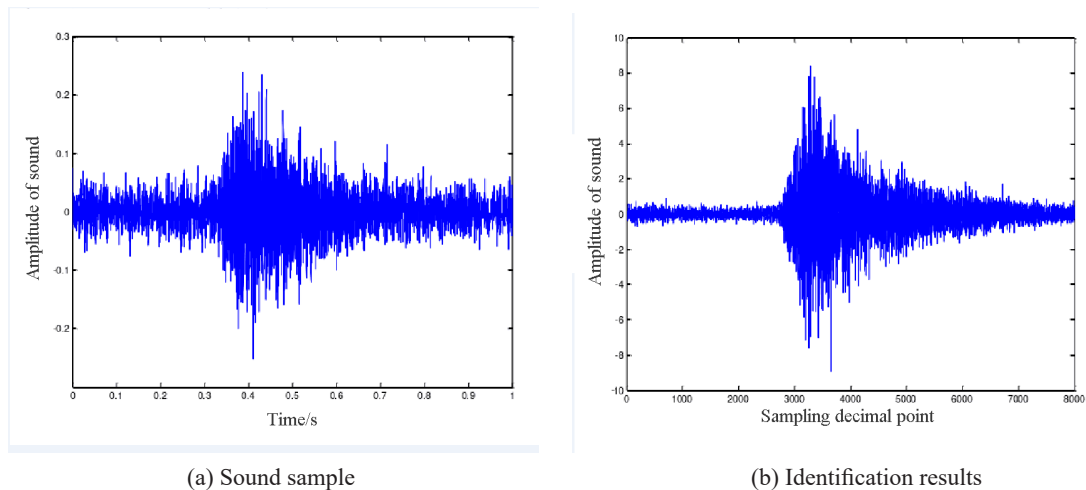 0.3
0.2
0.1
0
-0.1
-0.2
Amplitude of sound
0 0.1 0.2 0.3 0.4 0.5 0.6 0.7 0.8 0.9 1
Time/s
(a) Sound sample
10
8
6
4
2
0
-2
-4
-6
-8
-10
Amplitude of sound
0 1000 2000 3000 4000 5000 6000 7000 8000
Sampling decimal point
(b) Identification results